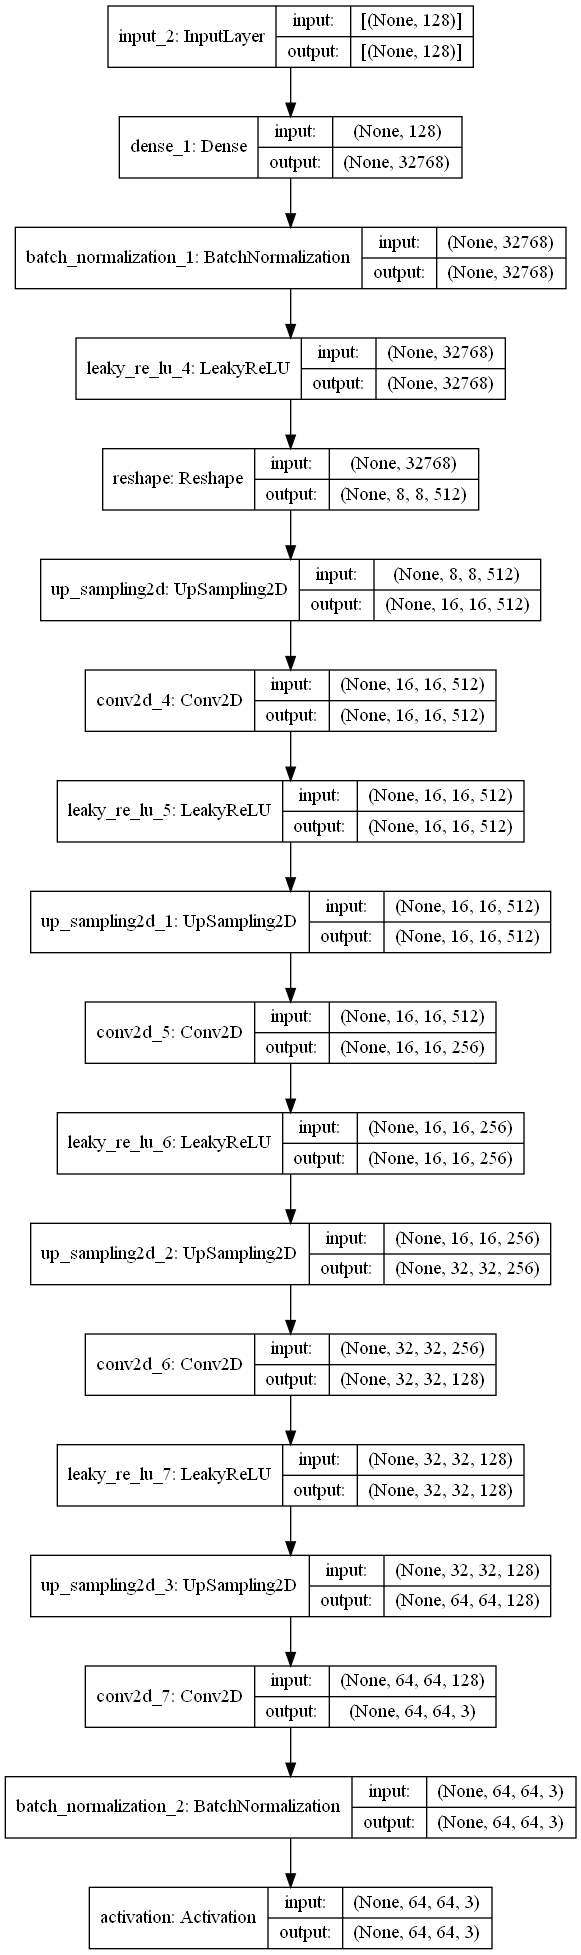 input_2: InputLayer
input: [(None, 128)]
output: [(None, 128)]
dense_1: Dense
input: (None, 128)
output: (None, 32768)
batch_normalization_1: BatchNormalization
input: (None, 32768)
output: (None, 32768)
leaky_re_lu_4: LeakyReLU
input: (None, 32768)
output: (None, 32768)
reshape: Reshape
input: (None, 32768)
output: (None, 8, 8, 512)
up_sampling2d: UpSampling2D
input: (None, 8, 8, 512)
output: (None, 16, 16, 512)
conv2d_4: Conv2D
input: (None, 16, 16, 512)
output: (None, 16, 16, 512)
leaky_re_lu_5: LeakyReLU
input: (None, 16, 16, 512)
output: (None, 16, 16, 512)
up_sampling2d_1: UpSampling2D
input: (None, 16, 16, 512)
output: (None, 16, 16, 512)
conv2d_5: Conv2D
input: (None, 16, 16, 512)
output: (None, 16, 16, 256)
leaky_re_lu_6: LeakyReLU
input: (None, 16, 16, 256)
output: (None, 16, 16, 256)
up_sampling2d_2: UpSampling2D
input: (None, 16, 16, 256)
output: (None, 32, 32, 256)
conv2d_6: Conv2D
input: (None, 32, 32, 256)
output: (None, 32, 32, 128)
leaky_re_lu_7: LeakyReLU
input: (None, 32, 32, 128)
output: (None, 32, 32, 128)
up_sampling2d_3: UpSampling2D
input: (None, 32, 32, 128)
output: (None, 64, 64, 128)
conv2d_7: Conv2D
input: (None, 64, 64, 128)
output: (None, 64, 64, 3)
batch_normalization_2: BatchNormalization
input: (None, 64, 64, 3)
output: (None, 64, 64, 3)
activation: Activation
input: (None, 64, 64, 3)
output: (None, 64, 64, 3)